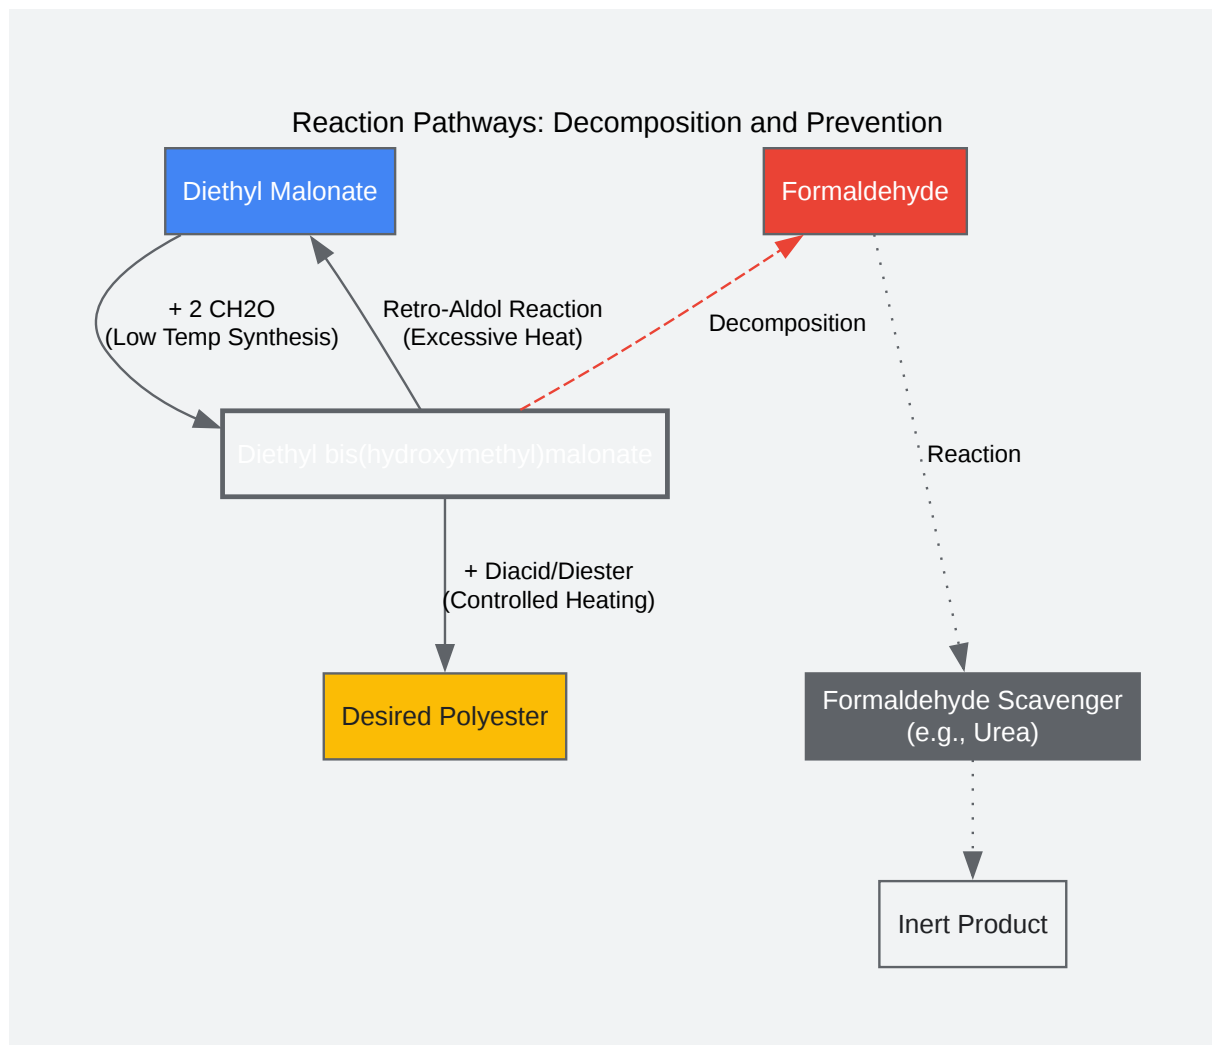 Reaction Pathways: Decomposition and Prevention
Diethyl Malonate
Formaldehyde
+ 2 CH2O
(Low Temp Synthesis)
Retro-Aldol Reaction
(Excessive Heat)
Decomposition
Diethyl bis(hydroxymethyl)malonate
Reaction
+ Diacid/Diester
(Controlled Heating)
Desired Polyester
Formaldehyde Scavenger
(e.g., Urea)
Inert Product